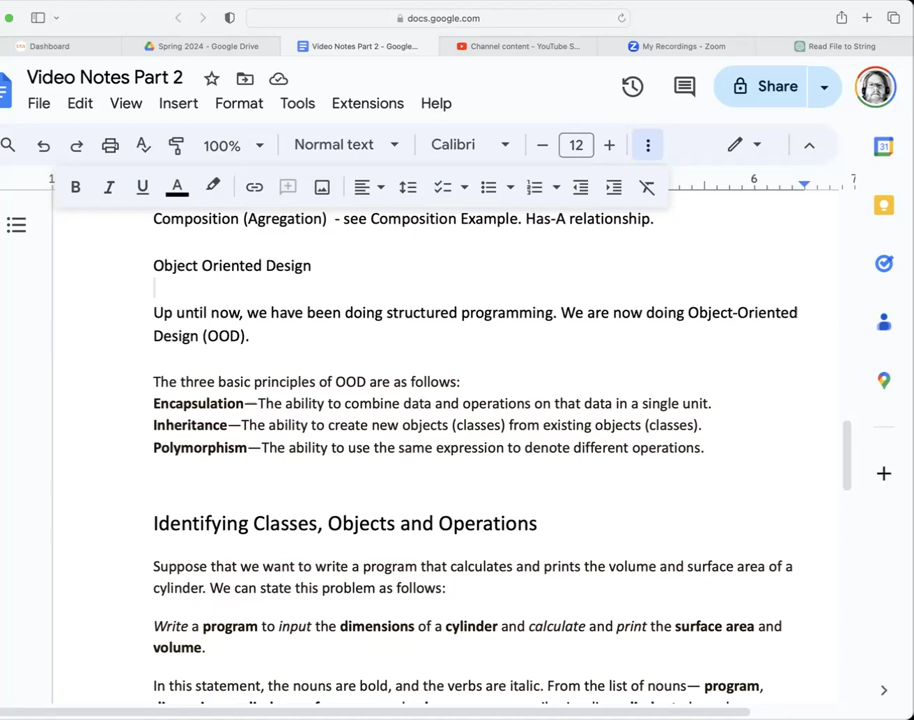 docs.google.com
Dashboard
Spring 2024 - Google Drive
Video Notes Part 2 - Google...
Channel content - YouTube S...
My Recordings - Zoom
Read File to String
Video Notes Part 2
Share
File Edit View Insert Format Tools Extensions Help
100% Normal text Calibri 12
B I U A
6 7
Composition (Agregation) - see Composition Example. Has-A relationship.
Object Oriented Design
Up until now, we have been doing structured programming. We are now doing Object-Oriented
Design (OOD).
The three basic principles of OOD are as follows:
Encapsulation—The ability to combine data and operations on that data in a single unit.
Inheritance—The ability to create new objects (classes) from existing objects (classes).
Polymorphism—The ability to use the same expression to denote different operations.
Identifying Classes, Objects and Operations
Suppose that we want to write a program that calculates and prints the volume and surface area of a
cylinder. We can state this problem as follows:
Write a program to input the dimensions of a cylinder and calculate and print the surface area and
volume.
In this statement, the nouns are bold, and the verbs are italic. From the list of nouns— program,